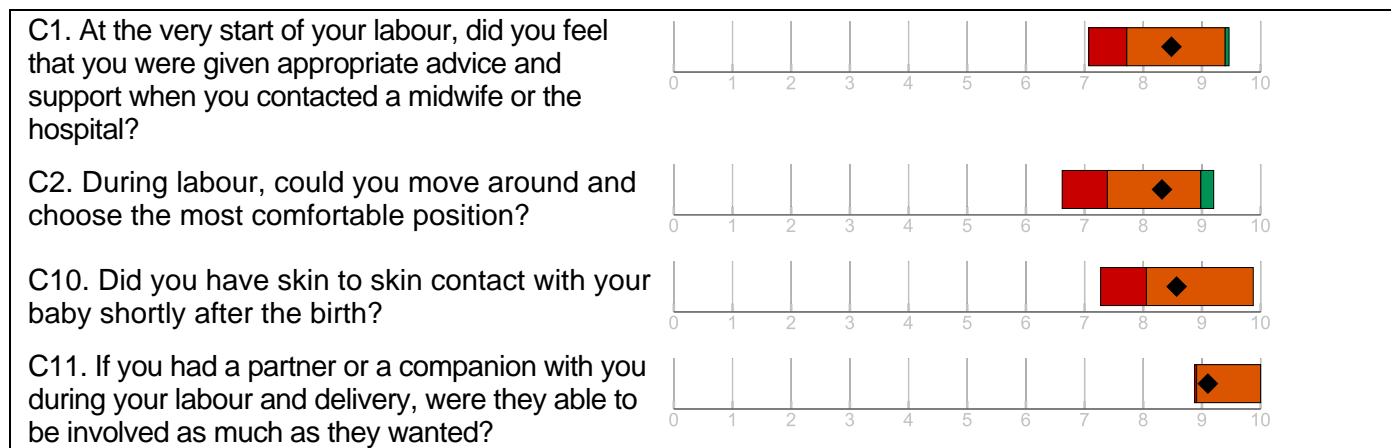 C1. At the very start of your labour, did you feel
that you were given appropriate advice and
support when you contacted a midwife or the
hospital?
0 1 2 3 4 5 6 7 8 9 10
C2. During labour, could you move around and
choose the most comfortable position?
0 1 2 3 4 5 6 7 8 9 10
C10. Did you have skin to skin contact with your
baby shortly after the birth?
0 1 2 3 4 5 6 7 8 9 10
C11. If you had a partner or a companion with you
during your labour and delivery, were they able to
be involved as much as they wanted?
0 1 2 3 4 5 6 7 8 9 10